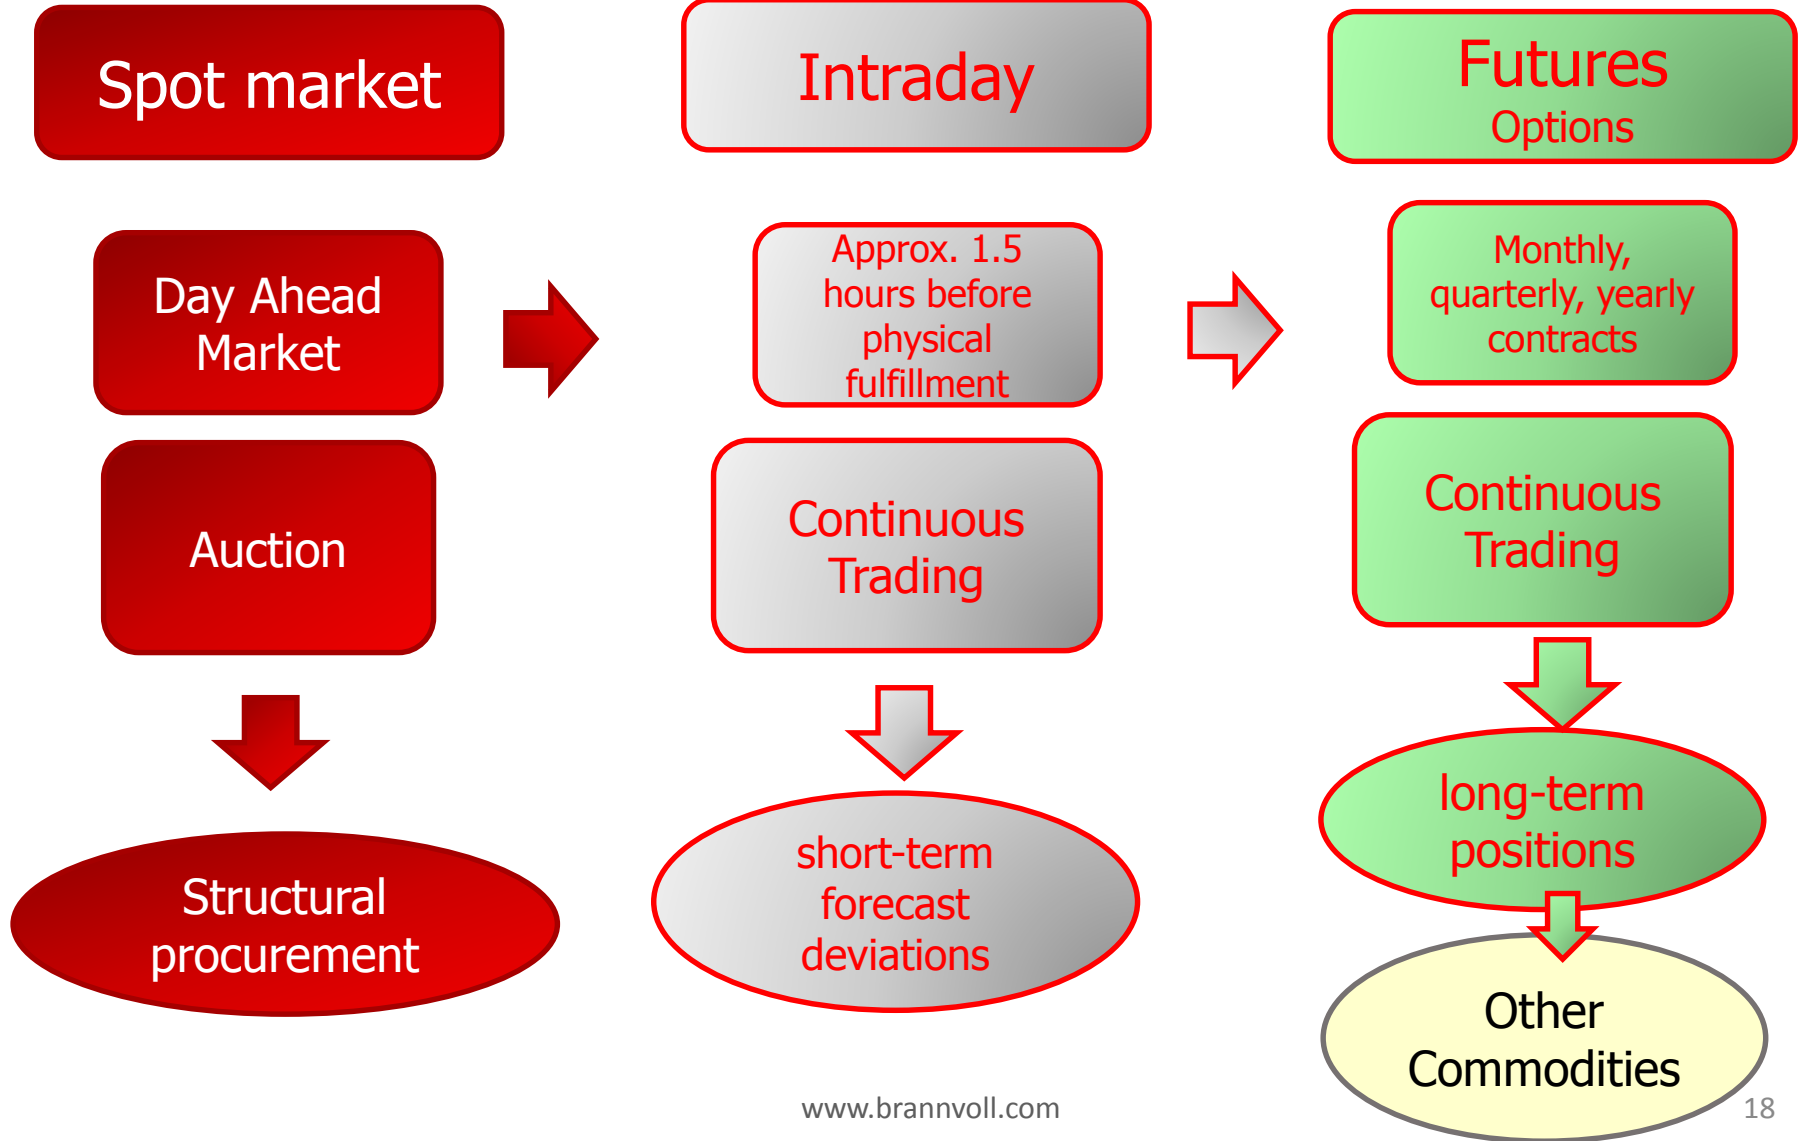 Spot market
Day Ahead
Market
Auction
Structural
procurement
Intraday
Approx. 1.5
hours before
physical
fulfillment
Continuous
Trading
short-term
forecast
deviations
Futures
Options
Monthly,
quarterly, yearly
contracts
Continuous
Trading
long-term
positions
Other
Commodities
www.brannvoll.com
18